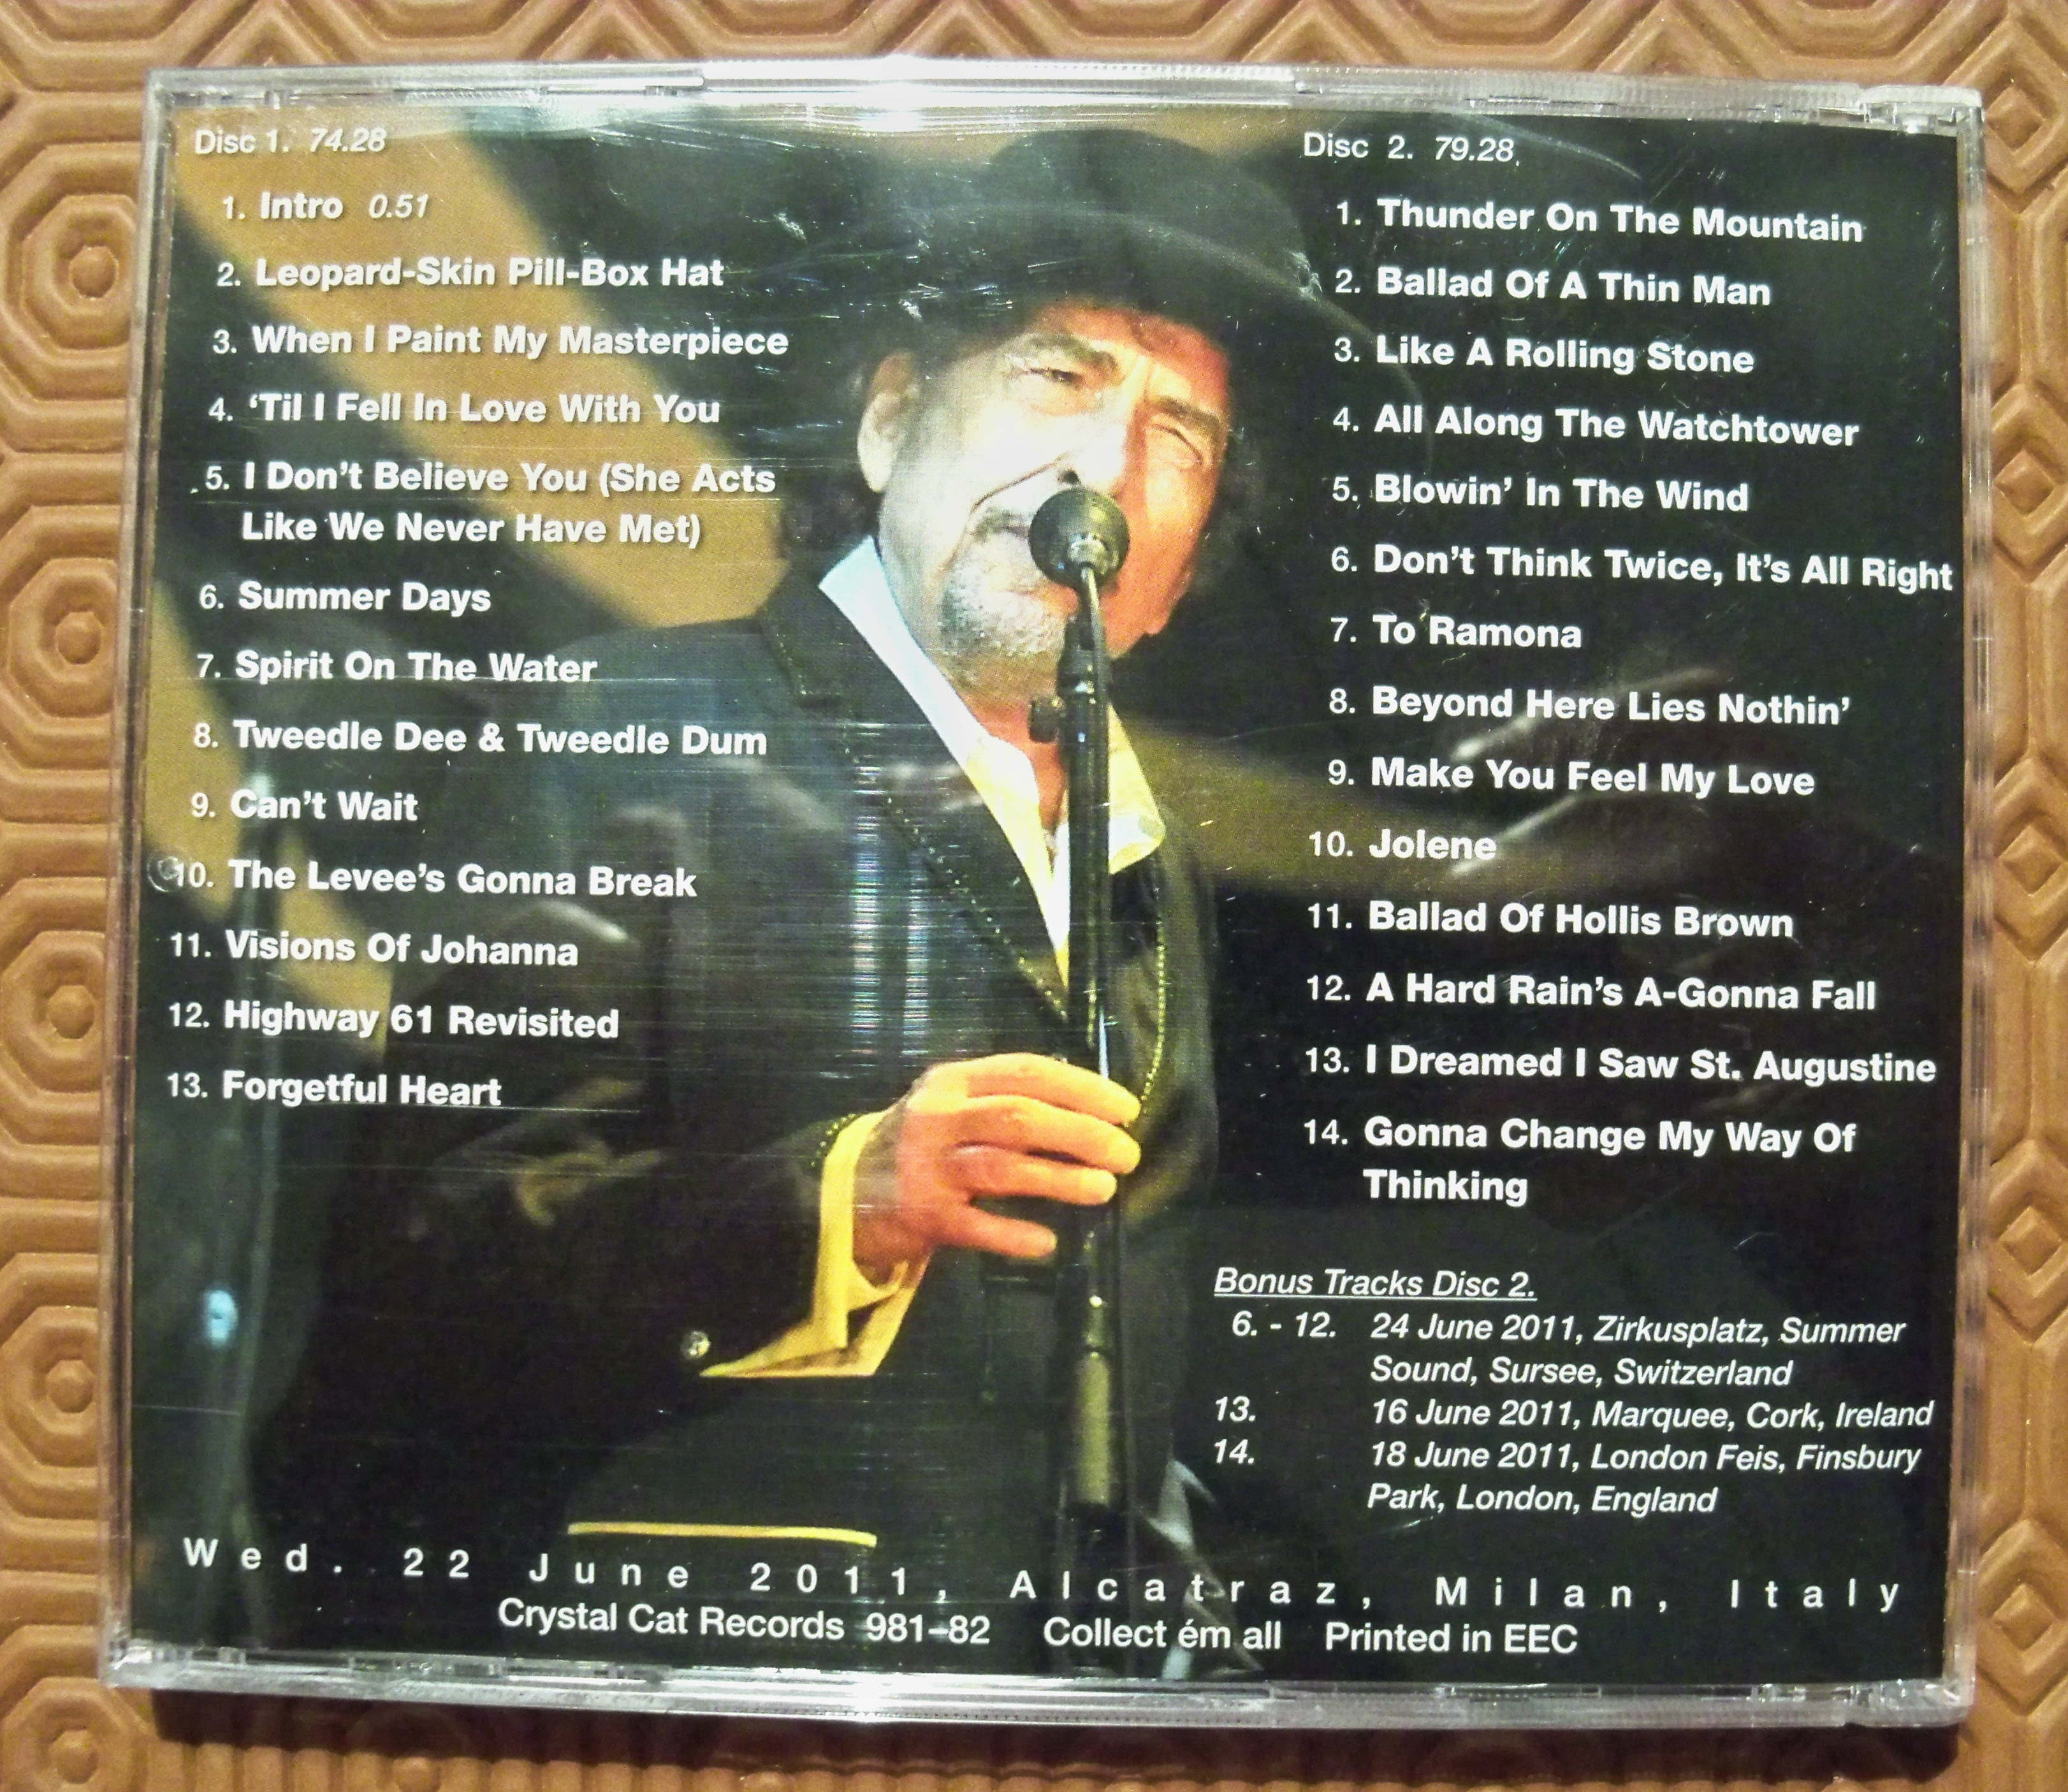 Disc 1. 74.28
1. Intro 0.51
2. Leopard-Skin Pill-Box Hat
3. When I Paint My Masterpiece
4. ‘Til I Fell In Love With You
5. I Don’t Believe You (She Acts
Like We Never Have Met)
6. Summer Days
7. Spirit On The Water
8. Tweedle Dee & Tweedle Dum
9. Can’t Wait
10. The Levee’s Gonna Break
11. Visions Of Johanna
12. Highway 61 Revisited
13. Forgetful Heart
Disc 2. 79.28
1. Thunder On The Mountain
2. Ballad Of A Thin Man
3. Like A Rolling Stone
4. All Along The Watchtower
5. Blowin’ In The Wind
6. Don’t Think Twice, It’s All Right
7. To Ramona
8. Beyond Here Lies Nothin’
9. Make You Feel My Love
10. Jolene
11. Ballad Of Hollis Brown
12. A Hard Rain’s A-Gonna Fall
13. I Dreamed I Saw St. Augustine
14. Gonna Change My Way Of
Thinking
Bonus Tracks Disc 2.
6. - 12. 24 June 2011, Zirkusplatz, Summer
Sound, Sursee, Switzerland
13. 16 June 2011, Marquee, Cork, Ireland
14. 18 June 2011, London Feis, Finsbury
Park, London, England
Wed. 22 June 2011, Alcatraz, Milan, Italy
Crystal Cat Records 981–82 Collect ém all Printed in EEC